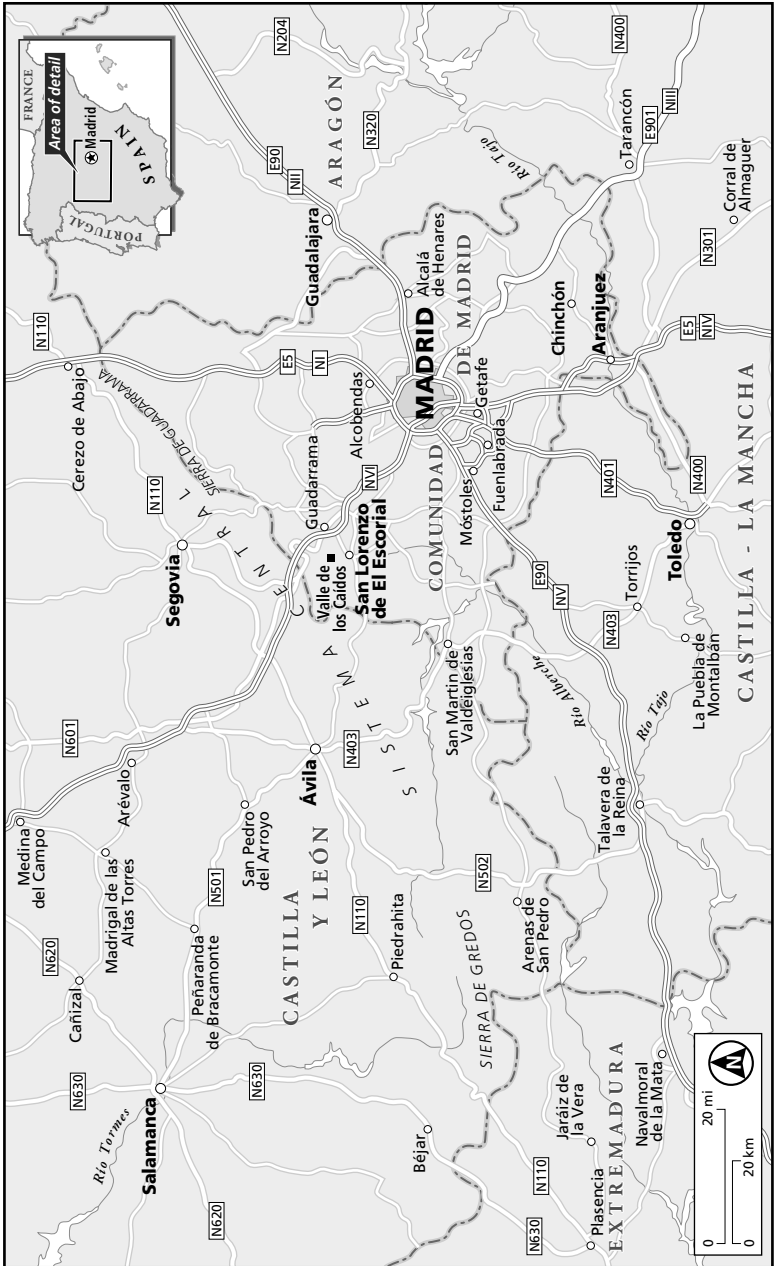 Medina
del Campo
N601
N110
FRANCE
Area of detail
Madrid
SPAIN
PORTUGAL
N620
N630
Cañizal
Cerezo de Abajo
Río Tormes
Salamanca
Madrigal de las
Altas Torres
Arévalo
N110
SIERRA DE GUADARRAMA
Segovia
N204
N620
Peñaranda
de Bracamonte
N501
San Pedro
del Arroyo
N630
E5
NI
E90
NII
Guadalajara
ARAGÓN
N320
CASTILLA
Y LEÓN
Ávila
N403
SISTEMA CENTRAL
Guadarrama
Valle de
los Caídos
San Lorenzo
de El Escorial
NVI
Alcobendas
Alcalá
de Henares
N110
Piedrahita
MADRID
Béjar
SIERRA DE GREDOS
N502
San Martin de
Valdeiglesias
COMUNIDAD
DE MADRID
Móstoles
Getafe
Fuenlabrada
Río Tajo
N400
Arenas de
San Pedro
Río Alberche
E90
NV
Chinchón
Aranjuez
Tarancón
E901
NIII
N630
N110
Jaráiz de
la Vera
Plasencia
EXTREMADURA
Navalmoral
de la Mata
Talavera de
la Reina
Río Tajo
N403
Torrijos
N401
Toledo
La Puebla de
Montalbán
N400
E5
NIV
N301
Corral de
Almaguer
CASTILLA - LA MANCHA
0
20 mi
0
20 km
N